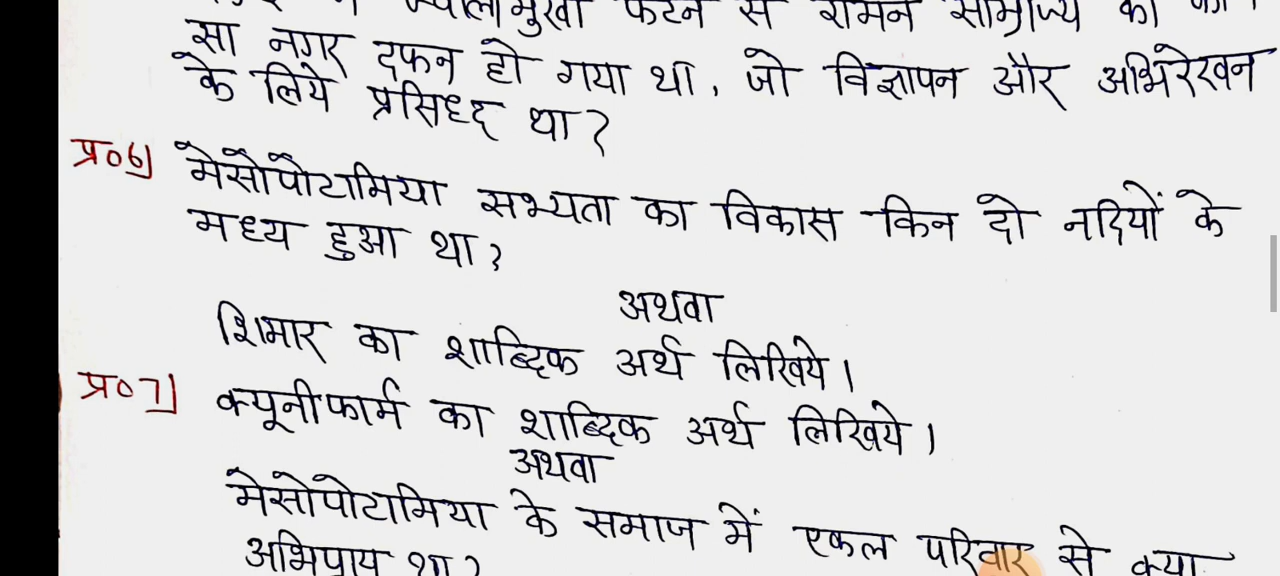 ज्वालामुखी फटने से रोमन साम्राज्य का
सा नगर दफन हो गया था, जो विज्ञापन और अभिरेखन
के लिये प्रसिध्द था?
प्र०6) मेसोपोटामिया सभ्यता का विकास किन दो नदियों के
मध्य हुआ था?
अथवा
शिमार का शाब्दिक अर्थ लिखिये।
प्र०7) क्यूनीफार्म का शाब्दिक अर्थ लिखिये।
अथवा
मेसोपोटामिया के समाज में एकल परिवार से क्या
अभिप्राय था?